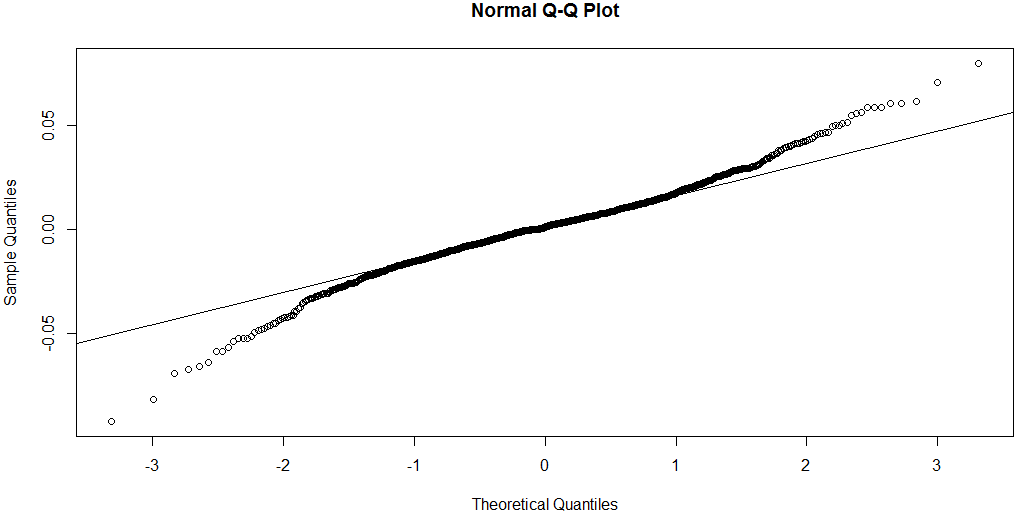 Normal Q-Q Plot
Sample Quantiles
0.05
0.00
-0.05
-3 -2 -1 0 1 2 3
Theoretical Quantiles